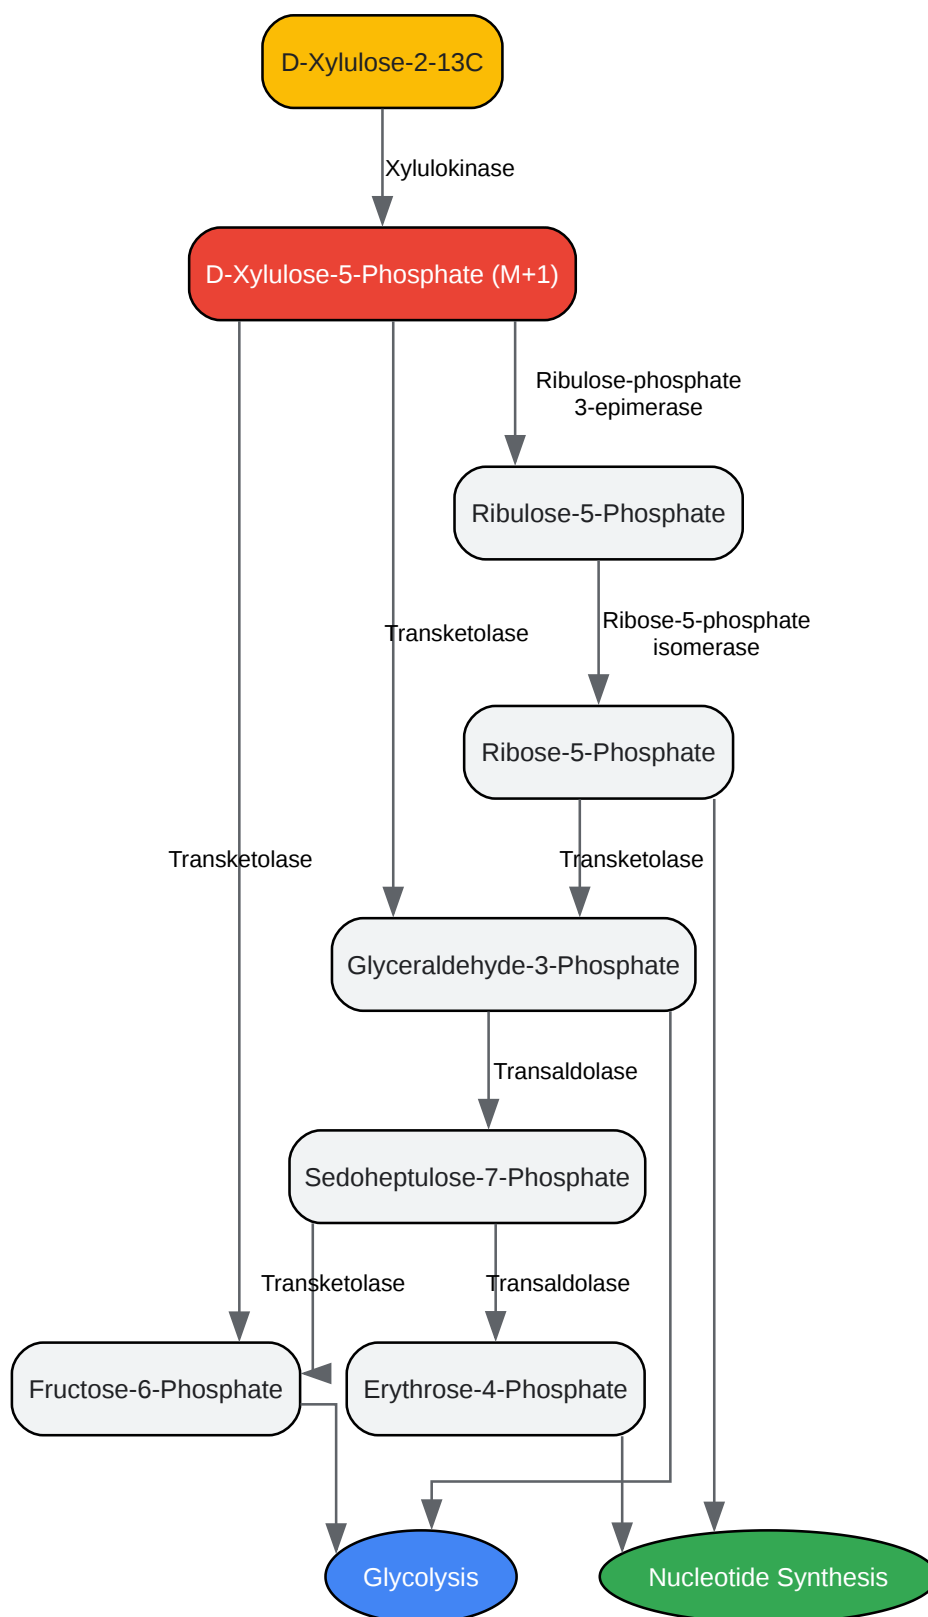 D-Xylulose-2-13C
Xylulokinase
D-Xylulose-5-Phosphate (M+1)
Ribulose-phosphate
3-epimerase
Ribulose-5-Phosphate
Ribose-5-phosphate
isomerase
Transketolase
Ribose-5-Phosphate
Transketolase
Transketolase
Glyceraldehyde-3-Phosphate
Transaldolase
Sedoheptulose-7-Phosphate
Transketolase
Transaldolase
Fructose-6-Phosphate
Erythrose-4-Phosphate
Glycolysis
Nucleotide Synthesis